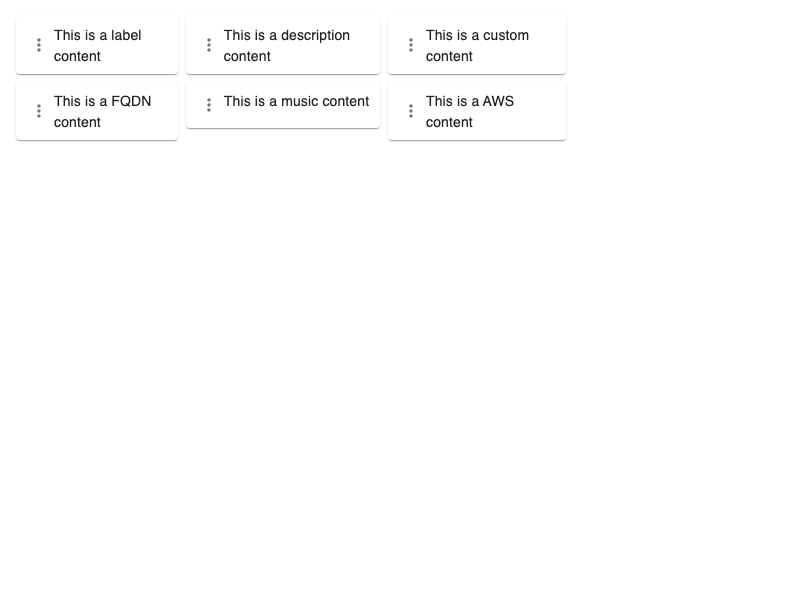 This is a label
content
This is a description
content
This is a custom
content
This is a FQDN
content
This is a music content
This is a AWS
content